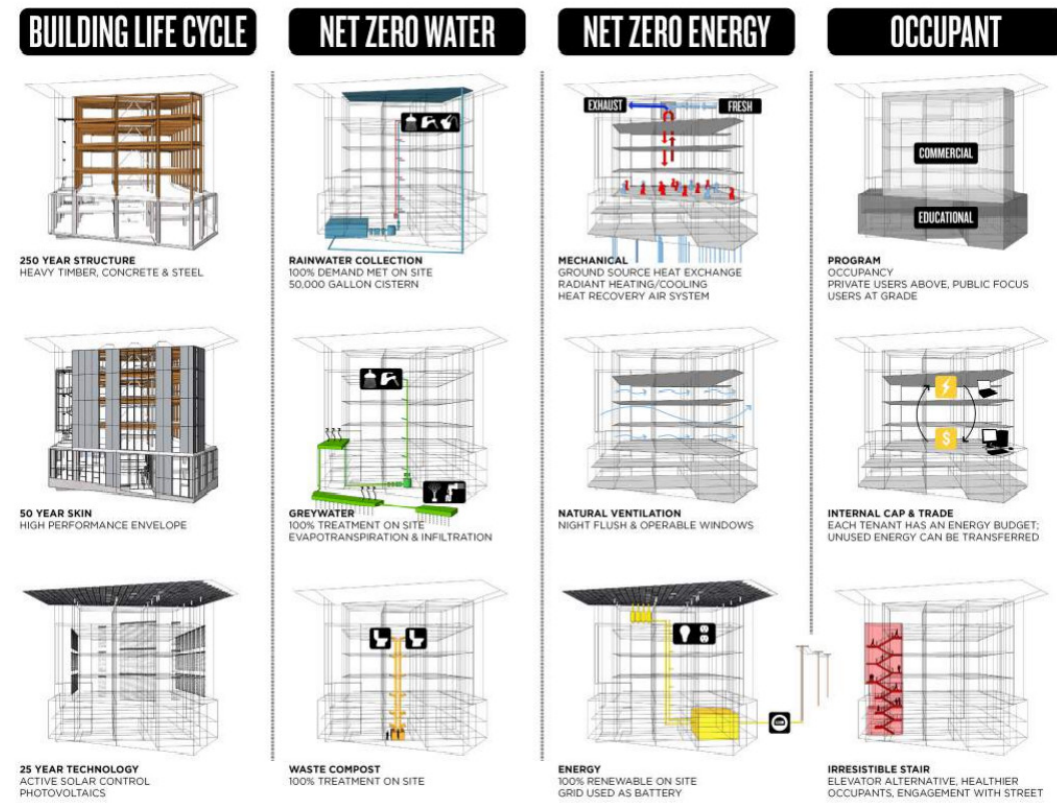 BUILDING LIFE CYCLE
NET ZERO WATER
NET ZERO ENERGY
OCCUPANT
250 YEAR STRUCTURE
HEAVY TIMBER, CONCRETE & STEEL
RAINWATER COLLECTION
100% DEMAND MET ON SITE
50,000 GALLON CISTERN
EXHAUST
FRESH
MECHANICAL
GROUND SOURCE HEAT EXCHANGE
RADIANT HEATING/COOLING
HEAT RECOVERY AIR SYSTEM
COMMERCIAL
EDUCATIONAL
PROGRAM
OCCUPANCY
PRIVATE USERS ABOVE, PUBLIC FOCUS
USERS AT GRADE
50 YEAR SKIN
HIGH PERFORMANCE ENVELOPE
GREYWATER
100% TREATMENT ON SITE
EVAPOTRANSPIRATION & INFILTRATION
NATURAL VENTILATION
NIGHT FLUSH & OPERABLE WINDOWS
$
INTERNAL CAP & TRADE
EACH TENANT HAS AN ENERGY BUDGET;
UNUSED ENERGY CAN BE TRANSFERRED
25 YEAR TECHNOLOGY
ACTIVE SOLAR CONTROL
PHOTOVOLTAICS
WASTE COMPOST
100% TREATMENT ON SITE
ENERGY
100% RENEWABLE ON SITE
GRID USED AS BATTERY
IRRESISTIBLE STAIR
ELEVATOR ALTERNATIVE, HEALTHIER
OCCUPANTS, ENGAGEMENT WITH STREET